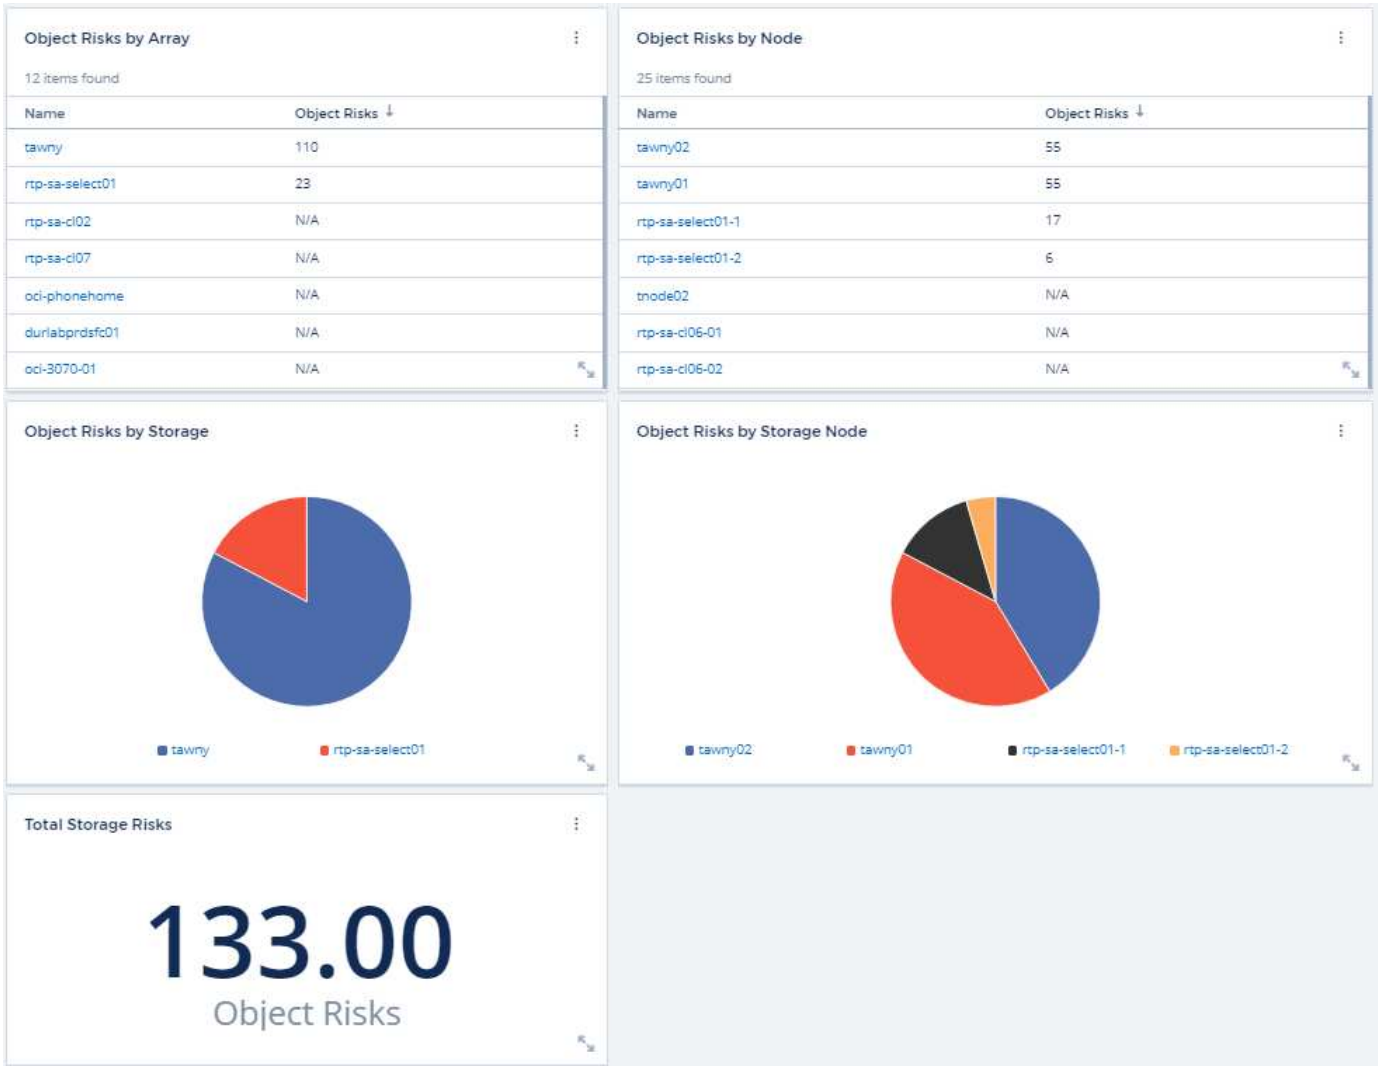 Object Risks by Array
12 items found
Name Object Risks ↓
tawny 110
rtp-sa-select01 23
rtp-sa-cl02 N/A
rtp-sa-cl07 N/A
oci-phonehome N/A
durlabprdsfc01 N/A
oci-3070-01 N/A
Object Risks by Node
25 items found
Name Object Risks ↓
tawny02 55
tawny01 55
rtp-sa-select01-1 17
rtp-sa-select01-2 6
tnode02 N/A
rtp-sa-cl06-01 N/A
rtp-sa-cl06-02 N/A
Object Risks by Storage
tawny rtp-sa-select01
Object Risks by Storage Node
tawny02 tawny01 rtp-sa-select01-1 rtp-sa-select01-2
Total Storage Risks
133.00
Object Risks